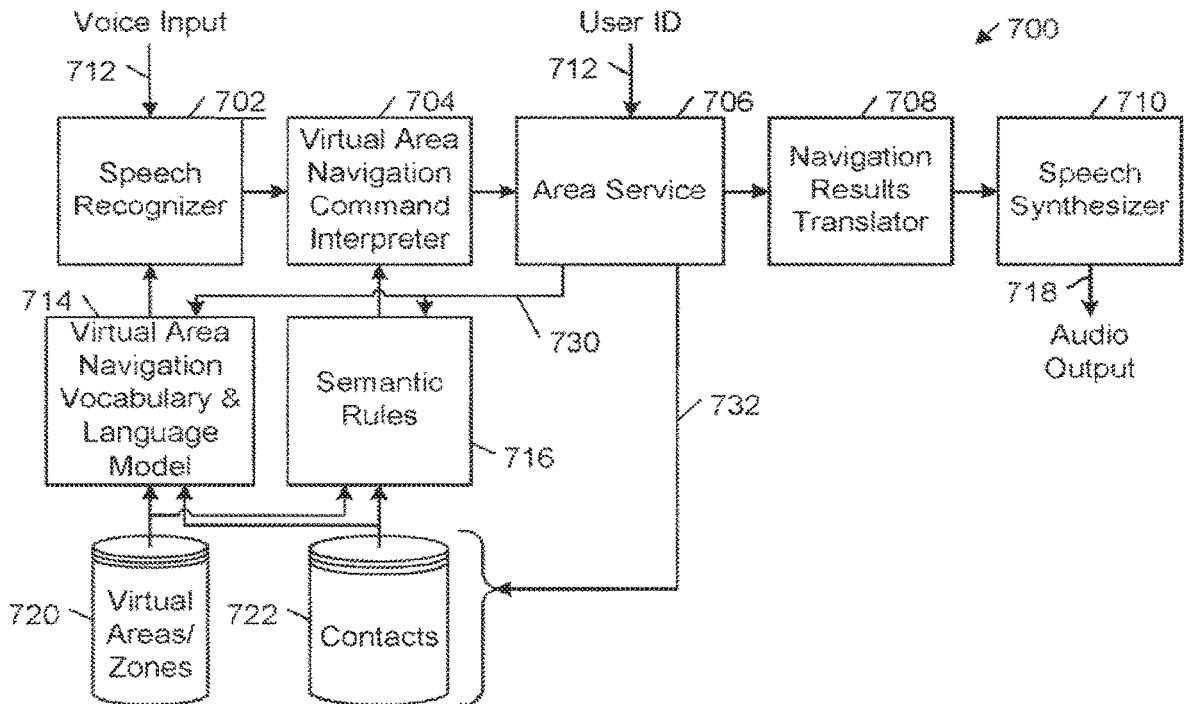 Voice Input
User ID
700
712
712
702
704
706
708
710
Speech
Recognizer
Virtual Area
Navigation
Command
Interpreter
Area Service
Navigation
Results
Translator
Speech
Synthesizer
714
730
718
Virtual Area
Navigation
Vocabulary &
Language
Model
Semantic
Rules
716
732
Audio
Output
720
Virtual
Areas/
Zones
722
Contacts